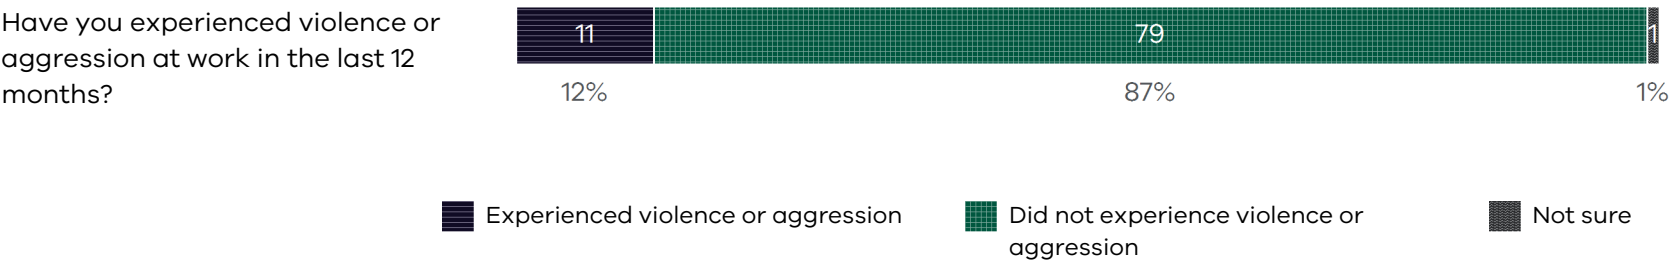 Have you experienced violence or
aggression at work in the last 12
months?
11 79 1
12% 87% 1%
Experienced violence or aggression
Did not experience violence or
aggression
Not sure